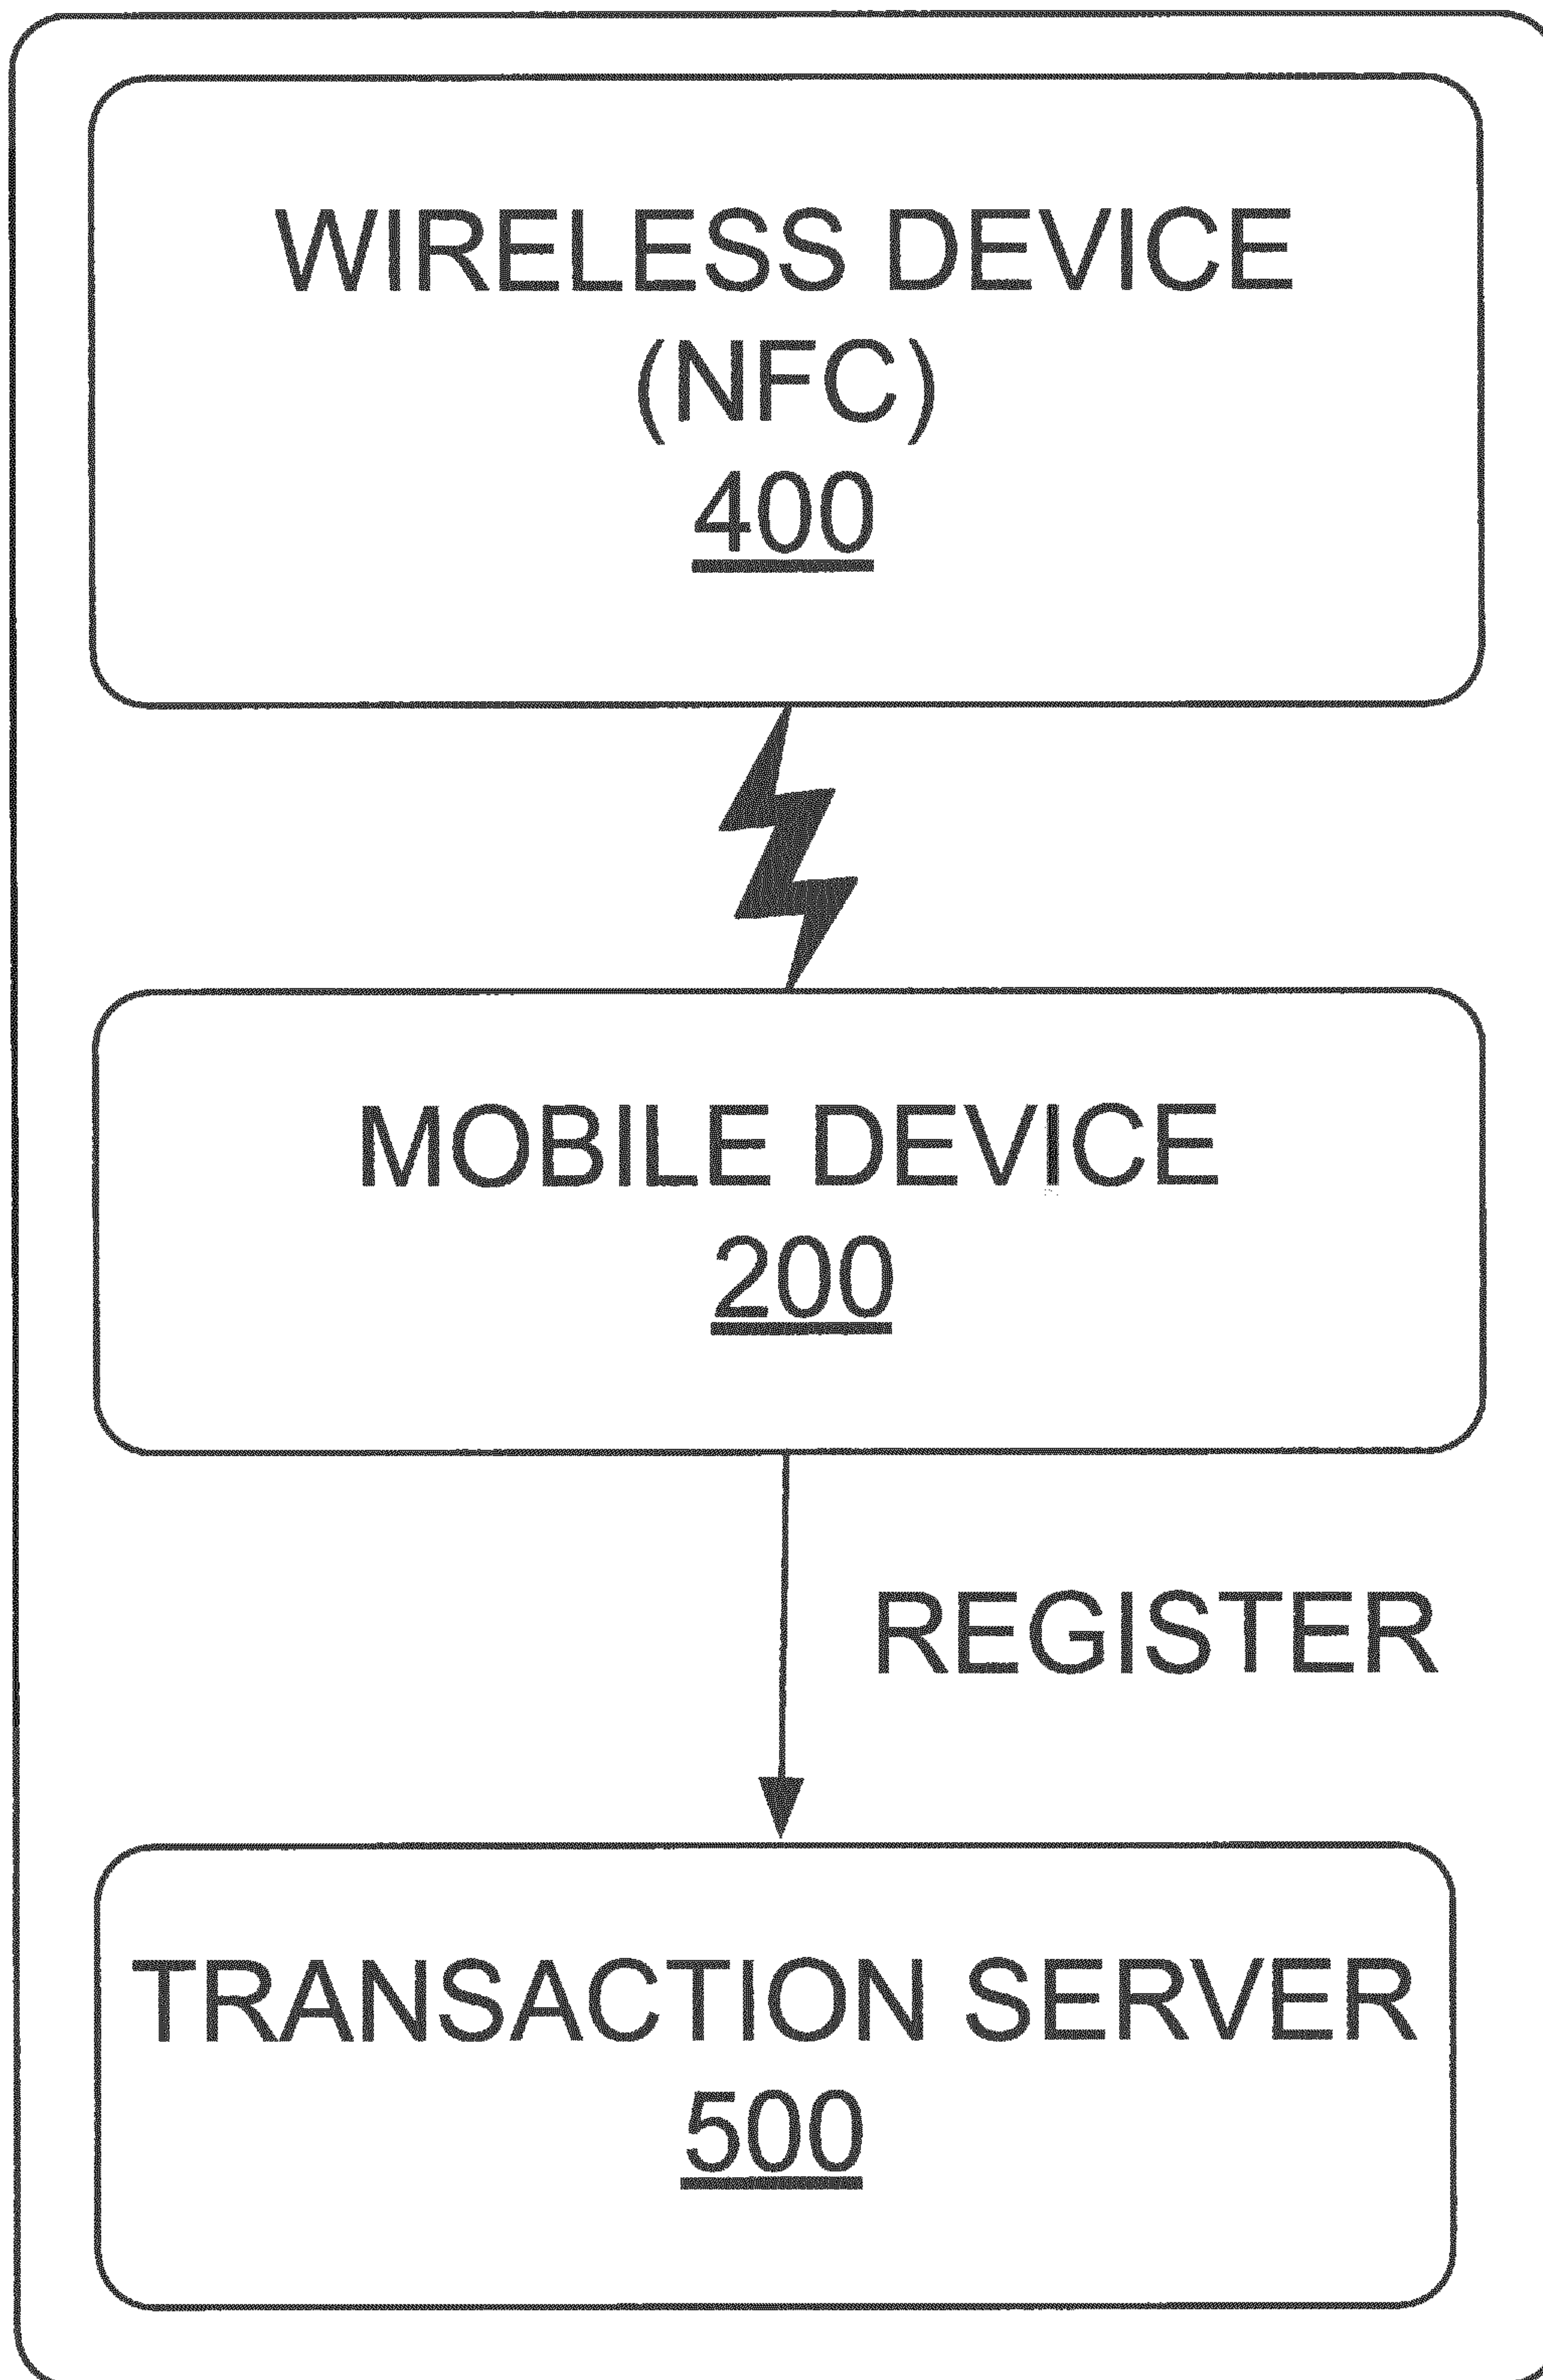 WIRELESS DEVICE
(NFC)
400
MOBILE DEVICE
200
REGISTER
TRANSACTION SERVER
500